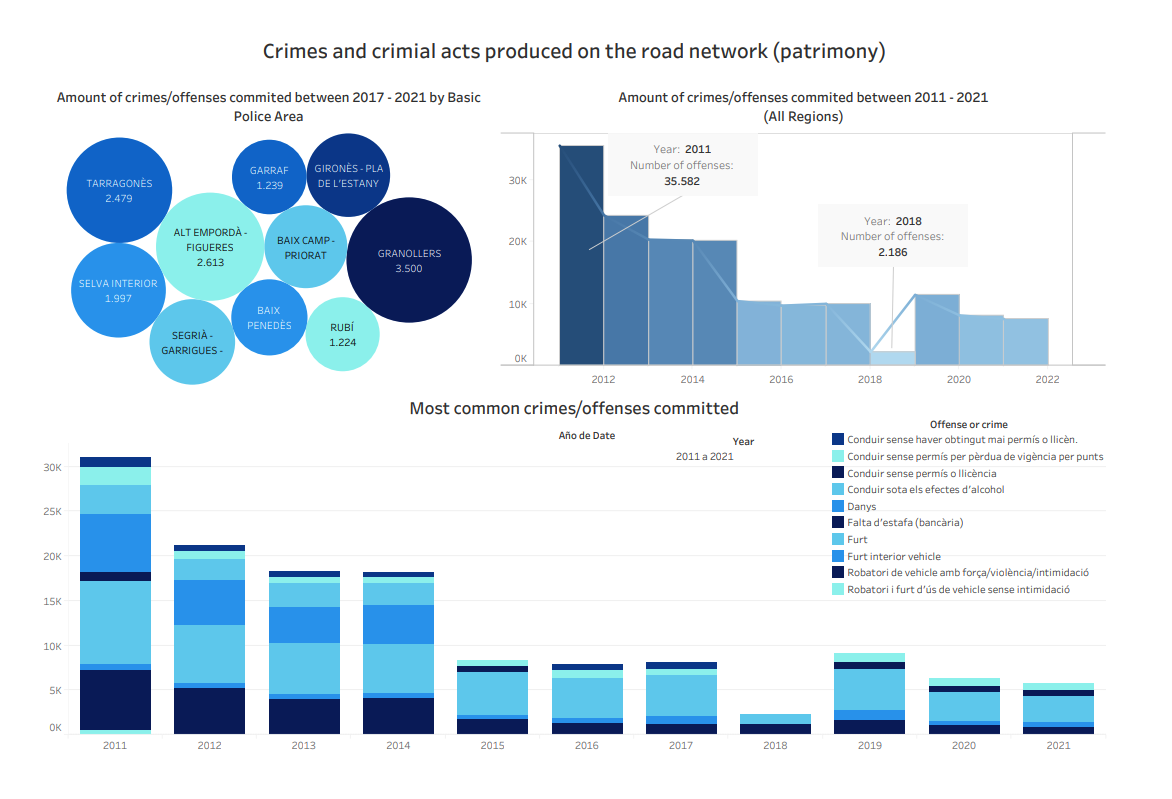 Crimes and crimial acts produced on the road network (patrimony)
Amount of crimes/offenses commited between 2017 - 2021 by Basic
Police Area
TARRAGONÈS
2.479
GARRAF
1.239
GIRONÈS - PLA
DE L'ESTANY
ALT EMPORDÀ -
FIGUERES
2.613
BAIX CAMP -
PRIORAT
GRANOLLERS
3.500
SELVA INTERIOR
1.997
BAIX
PENEDÈS
SEGRIÀ -
GARRIGUES -
RUBÍ
1.224
Amount of crimes/offenses commited between 2011 - 2021
(All Regions)
Year: 2011
Number of offenses:
35.582
Year: 2018
Number of offenses:
2.186
30K
20K
10K
0K
2012 2014 2016 2018 2020 2022
Most common crimes/offenses committed
Año de Date
Year
2011 a 2021
Offense or crime
Conduir sense haver obtingut mai permís o llicèn.
Conduir sense permís per pèrdua de vigència per punts
Conduir sense permís o llicència
Conduir sota els efectes d'alcohol
Danys
Falta d'estafa (bancària)
Furt
Furt interior vehicle
Robatori de vehicle amb força/violència/intimidació
Robatori i furt d'ús de vehicle sense intimidació
30K
25K
20K
15K
10K
5K
0K
2011 2012 2013 2014 2015 2016 2017 2018 2019 2020 2021